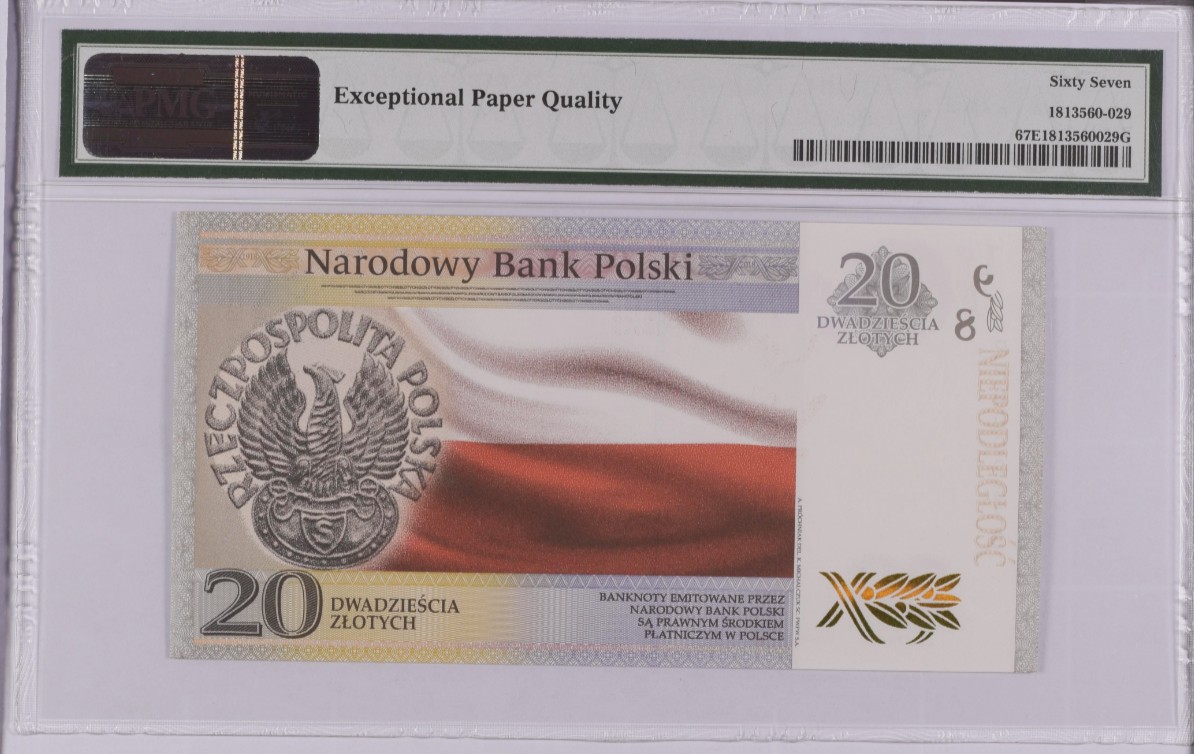 PMG
Exceptional Paper Quality
Sixty Seven
1813560-029
67E1813560029G
Narodowy Bank Polski
RZECZPOSPOLITA POLSKA
S
20
DWADZIEŚCIA
ZŁOTYCH
NIEPODLEGŁOŚĆ
20
DWADZIEŚCIA
ZŁOTYCH
BANKNOTY EMITOWANE PRZEZ
NARODOWY BANK POLSKI
SĄ PRAWNYM ŚRODKIEM
PŁATNICZYM W POLSCE